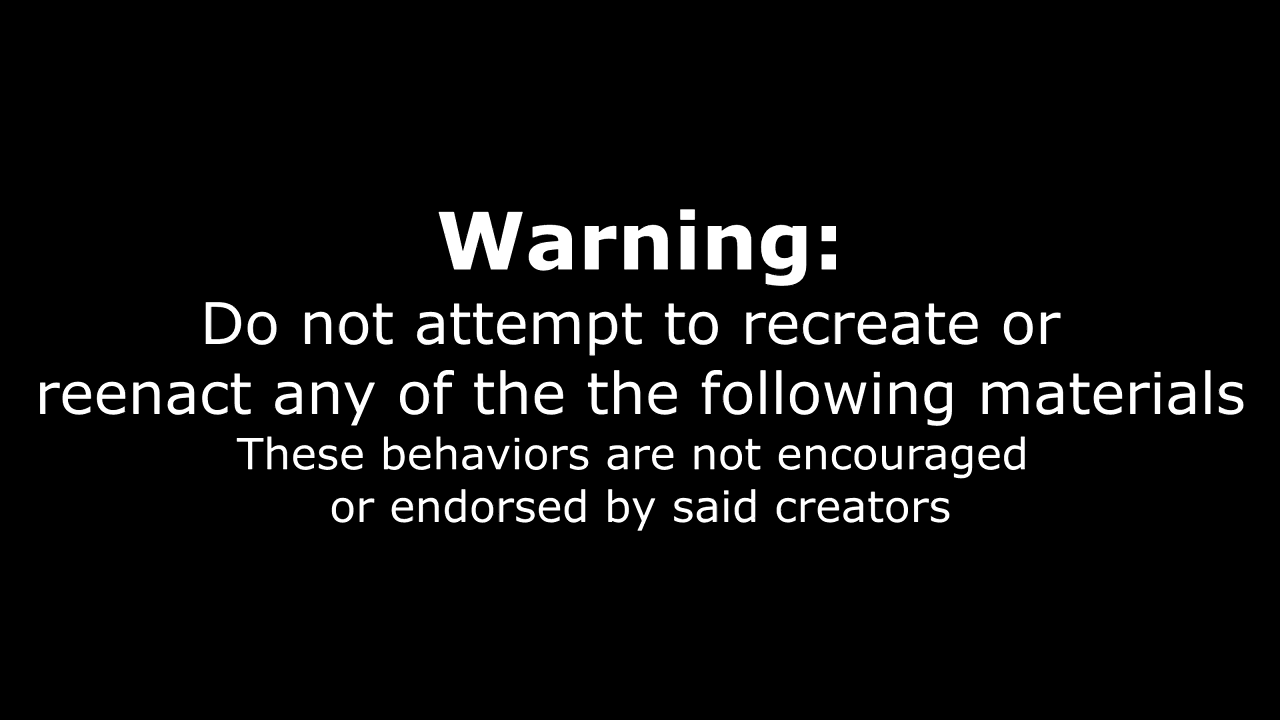 Warning:
Do not attempt to recreate or
reenact any of the the following materials
These behaviors are not encouraged
or endorsed by said creators